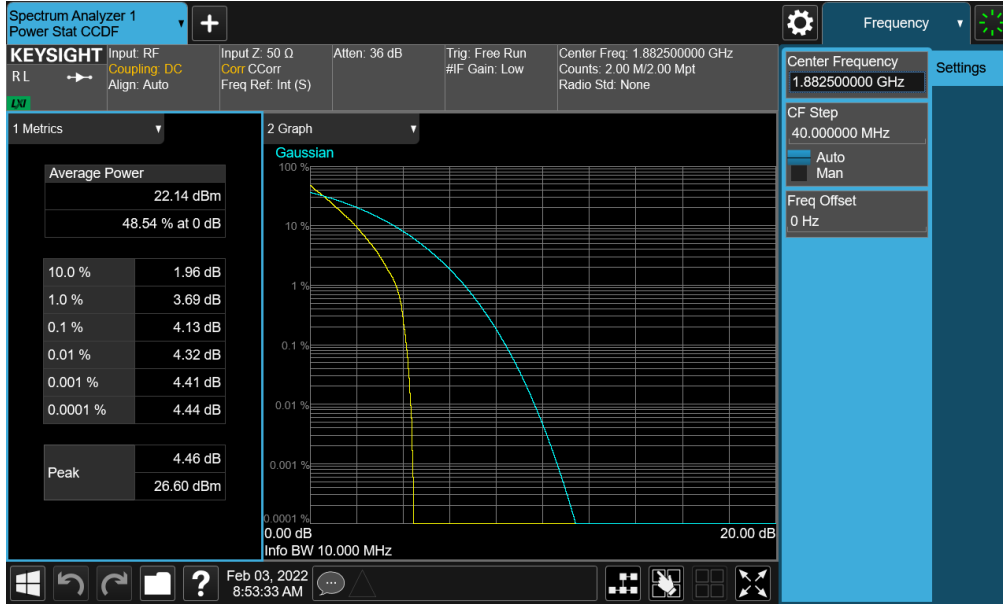 Spectrum Analyzer 1
Power Stat CCDF
+
Frequency
KEYSIGHT
RL
LXI
Input: RF
Coupling: DC
Align: Auto
Input Z: 50 Ω
Corr CCorr
Freq Ref: Int (S)
Atten: 36 dB
Trig: Free Run
#IF Gain: Low
Center Freq: 1.882500000 GHz
Counts: 2.00 M/2.00 Mpt
Radio Std: None
Center Frequency
1.882500000 GHz
Settings
CF Step
40.000000 MHz
Auto
Man
Freq Offset
0 Hz
1 Metrics
Average Power
22.14 dBm
48.54 % at 0 dB
10.0 % 1.96 dB
1.0 % 3.69 dB
0.1 % 4.13 dB
0.01 % 4.32 dB
0.001 % 4.41 dB
0.0001 % 4.44 dB
Peak
4.46 dB
26.60 dBm
2 Graph
Gaussian
100 %
10 %
1 %
0.1 %
0.01 %
0.001 %
0.0001 %
0.00 dB 20.00 dB
Info BW 10.000 MHz
?
Feb 03, 2022
8:53:33 AM